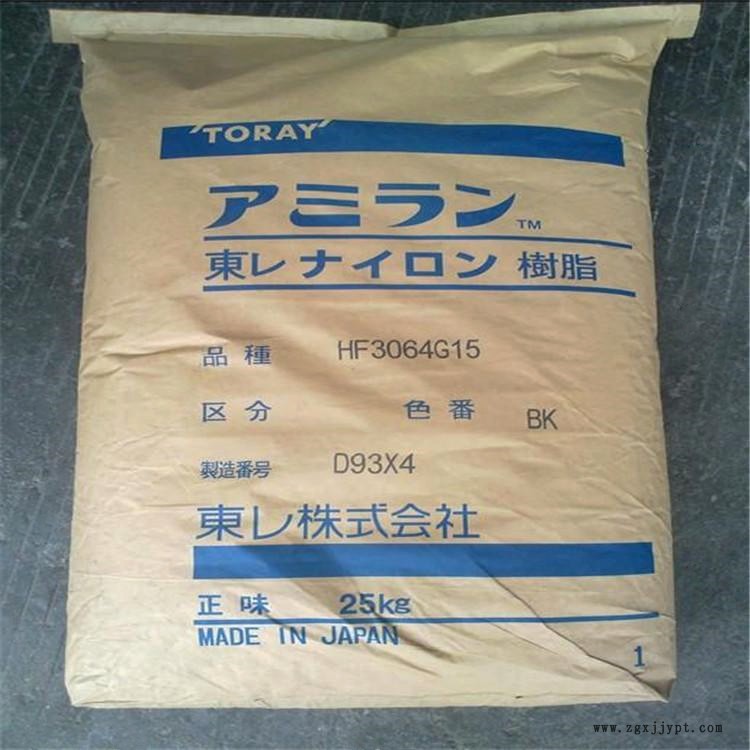 TORAY
アミラン™
東レ ナイロン 樹脂
品種 HF3064G15
区分 色番 BK
製造番号 D93X4
東レ株式会社
正味 25kg
MADE IN JAPAN
1
www.zgxjjypt.com